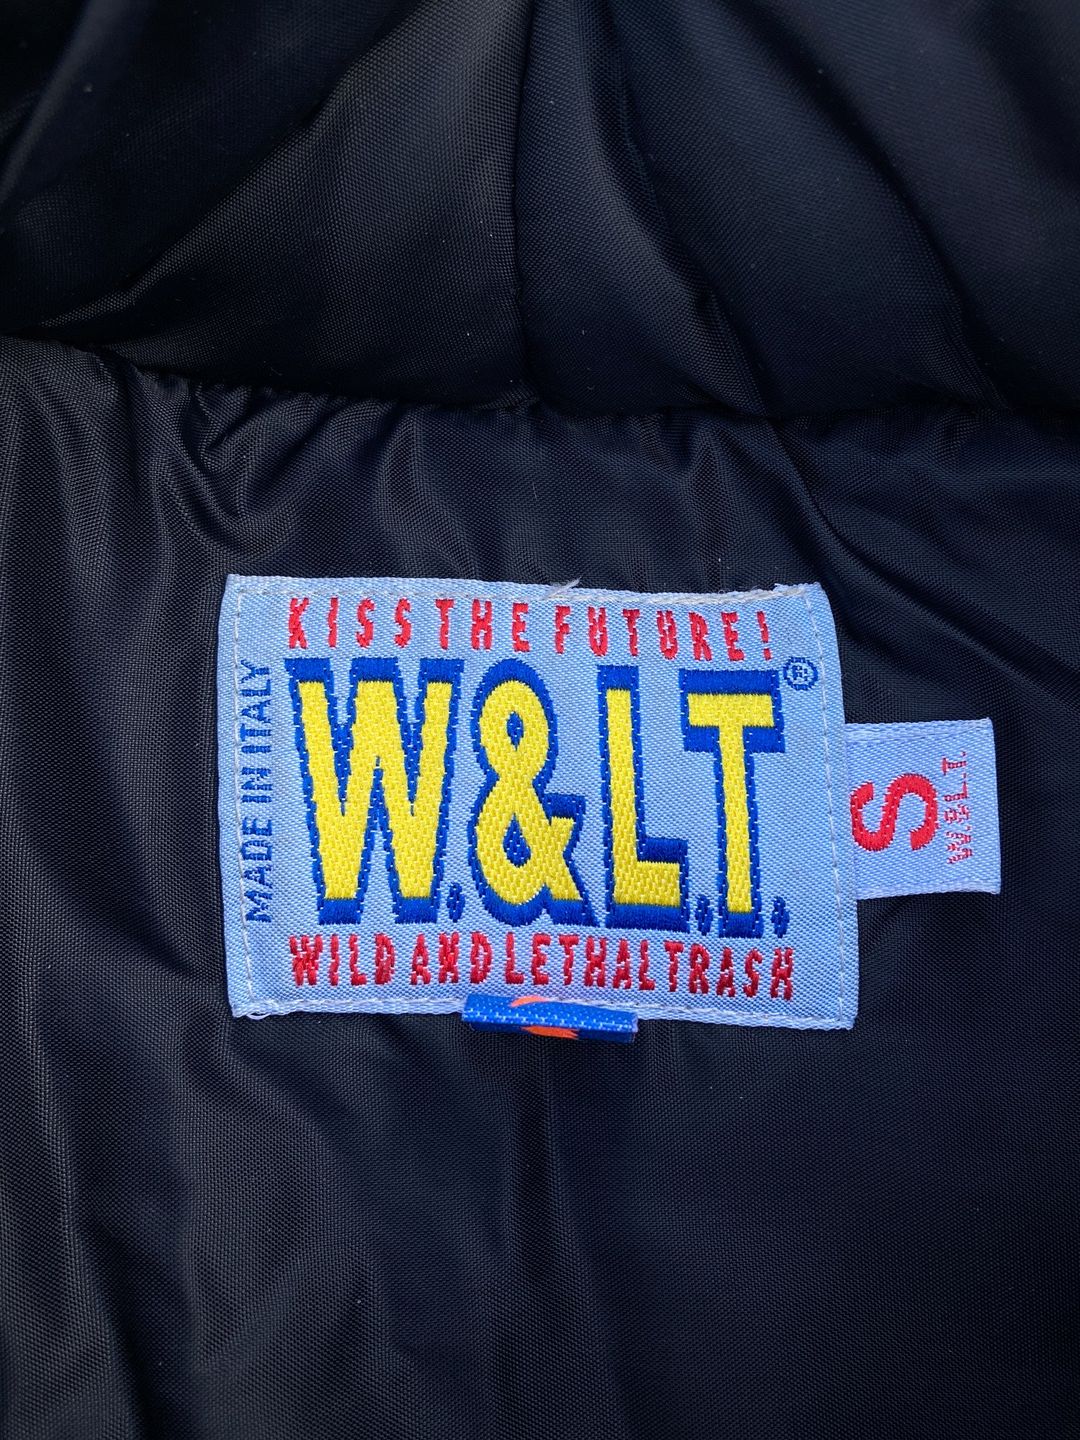 KISS THE FUTURE!
MADE IN ITALY
W.&L.T.®
WILD AND LETHAL TRASH
S
W.&L.T.